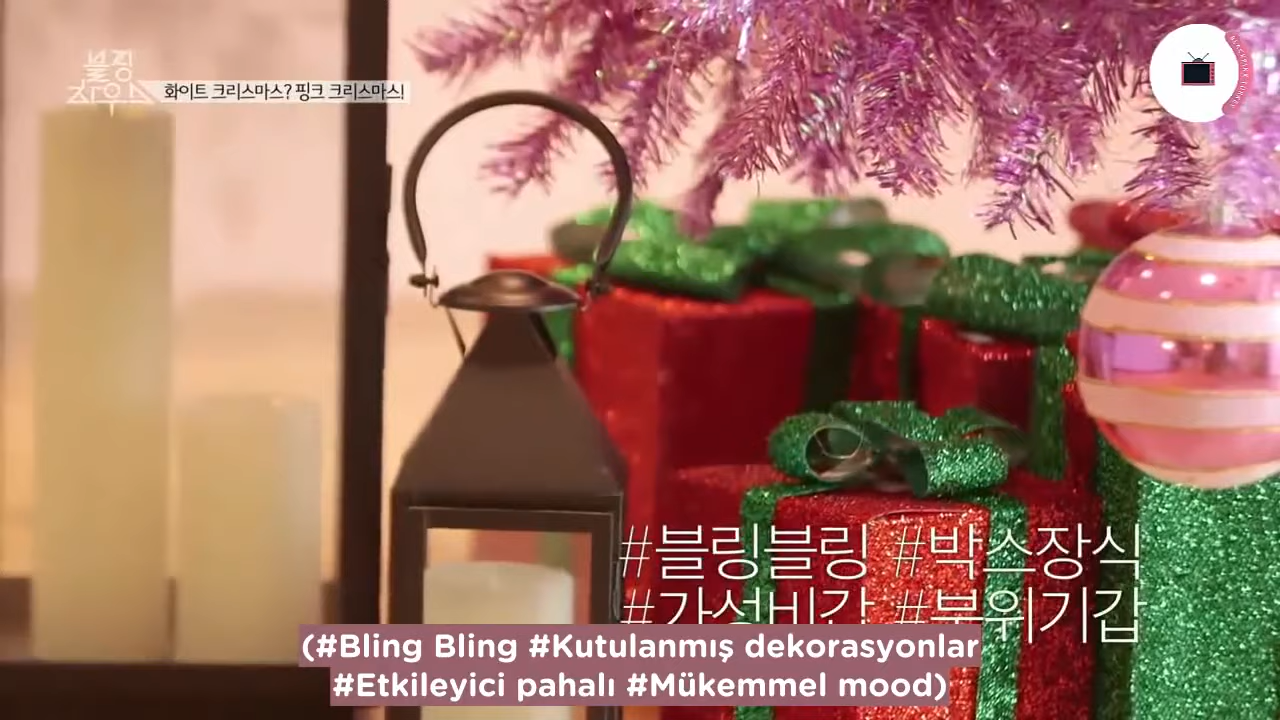 블핑
하우스
화이트 크리스마스? 핑크 크리스마스!
#블링블링 #박스장식
#가성비갑 #분위기갑
(#Bling Bling #Kutulanmış dekorasyonlar
#Etkileyici pahalı #Mükemmel mood)